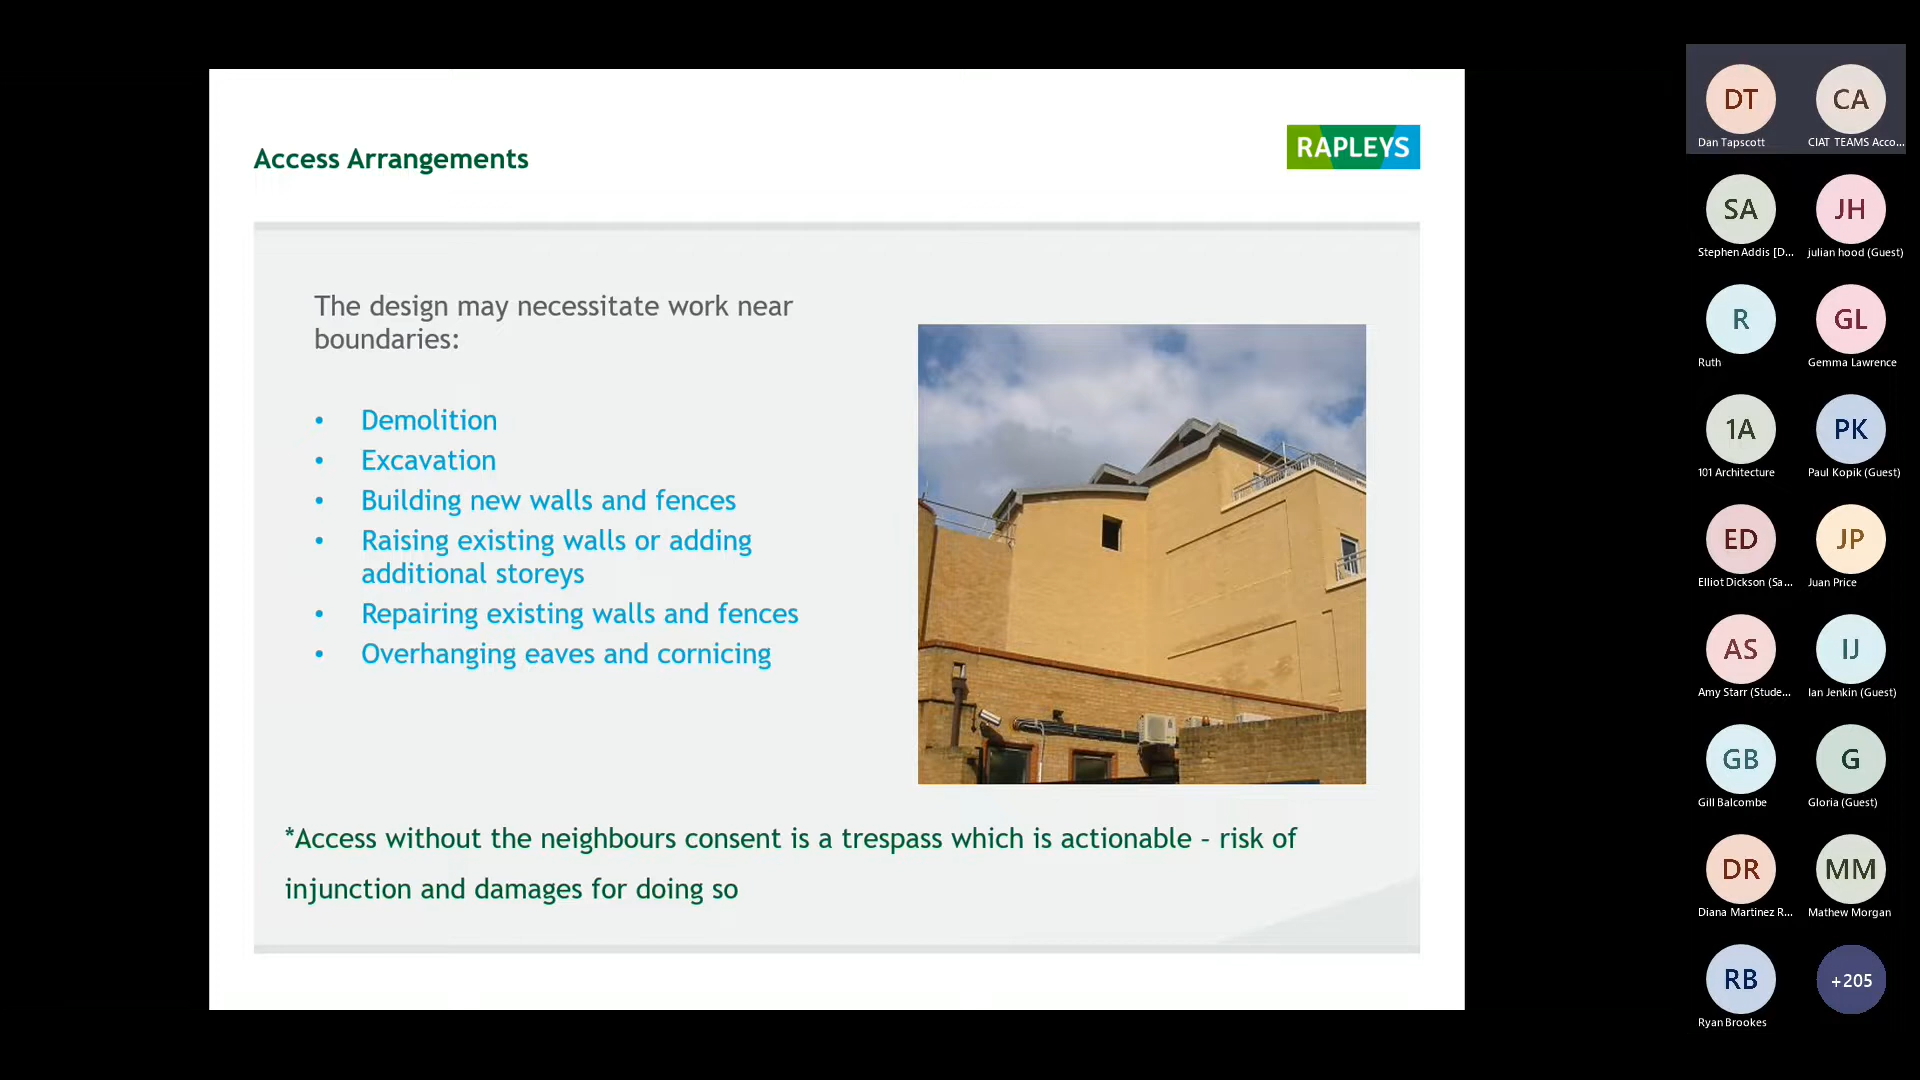 Access Arrangements
RAPLEYS
The design may necessitate work near
boundaries:
• Demolition
• Excavation
• Building new walls and fences
• Raising existing walls or adding
additional storeys
• Repairing existing walls and fences
• Overhanging eaves and cornicing
*Access without the neighbours consent is a trespass which is actionable - risk of
injunction and damages for doing so
DT CA
Dan Tapscott CIAT TEAMS Acco...
SA JH
Stephen Addis [D... julian hood (Guest)
R GL
Ruth Gemma Lawrence
1A PK
101 Architecture Paul Kopik (Guest)
ED JP
Elliot Dickson (Sa... Juan Price
AS IJ
Amy Starr (Stude... Ian Jenkin (Guest)
GB G
Gill Balcombe Gloria (Guest)
DR MM
Diana Martinez R... Mathew Morgan
RB +205
Ryan Brookes